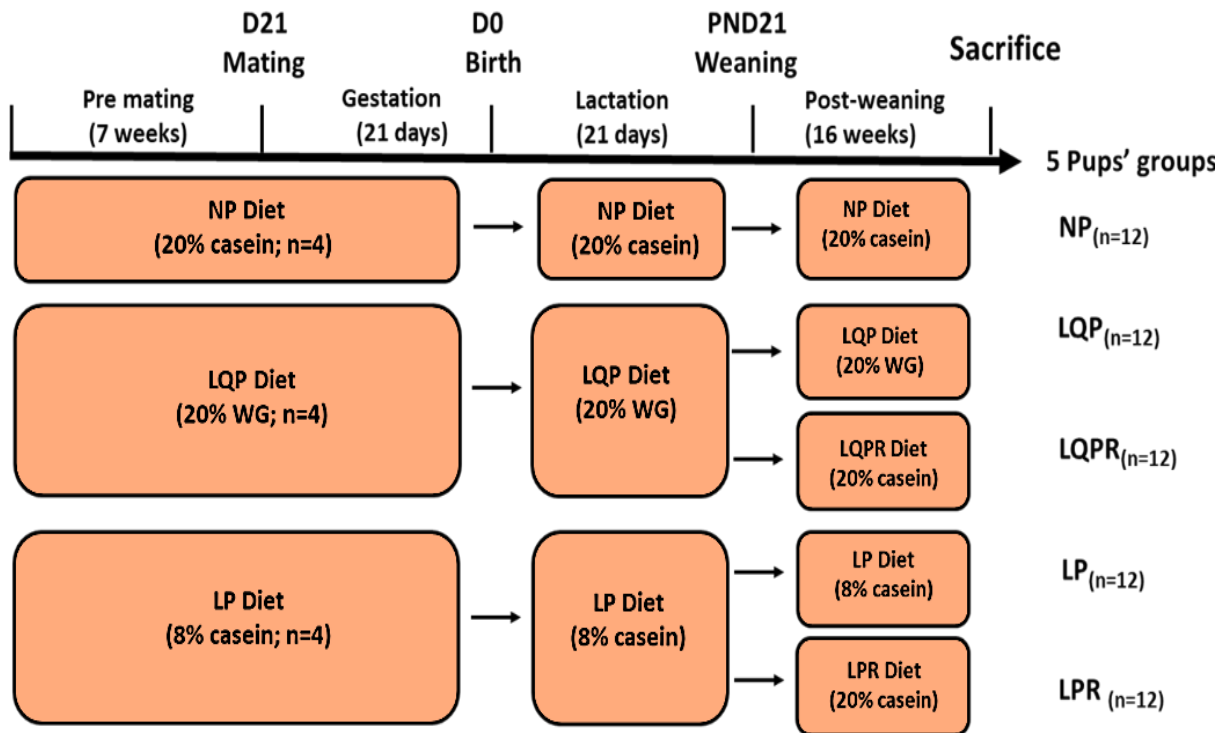 D21
Mating
D0
Birth
PND21
Weaning
Sacrifice
Pre mating
(7 weeks)
Gestation
(21 days)
Lactation
(21 days)
Post-weaning
(16 weeks)
5 Pups' groups
NP Diet
(20% casein; n=4)
NP Diet
(20% casein)
NP Diet
(20% casein)
NP(n=12)
LQP Diet
(20% WG; n=4)
LQP Diet
(20% WG)
LQP Diet
(20% WG)
LQP(n=12)
LQPR Diet
(20% casein)
LQPR(n=12)
LP Diet
(8% casein; n=4)
LP Diet
(8% casein)
LP Diet
(8% casein)
LP(n=12)
LPR Diet
(20% casein)
LPR (n=12)